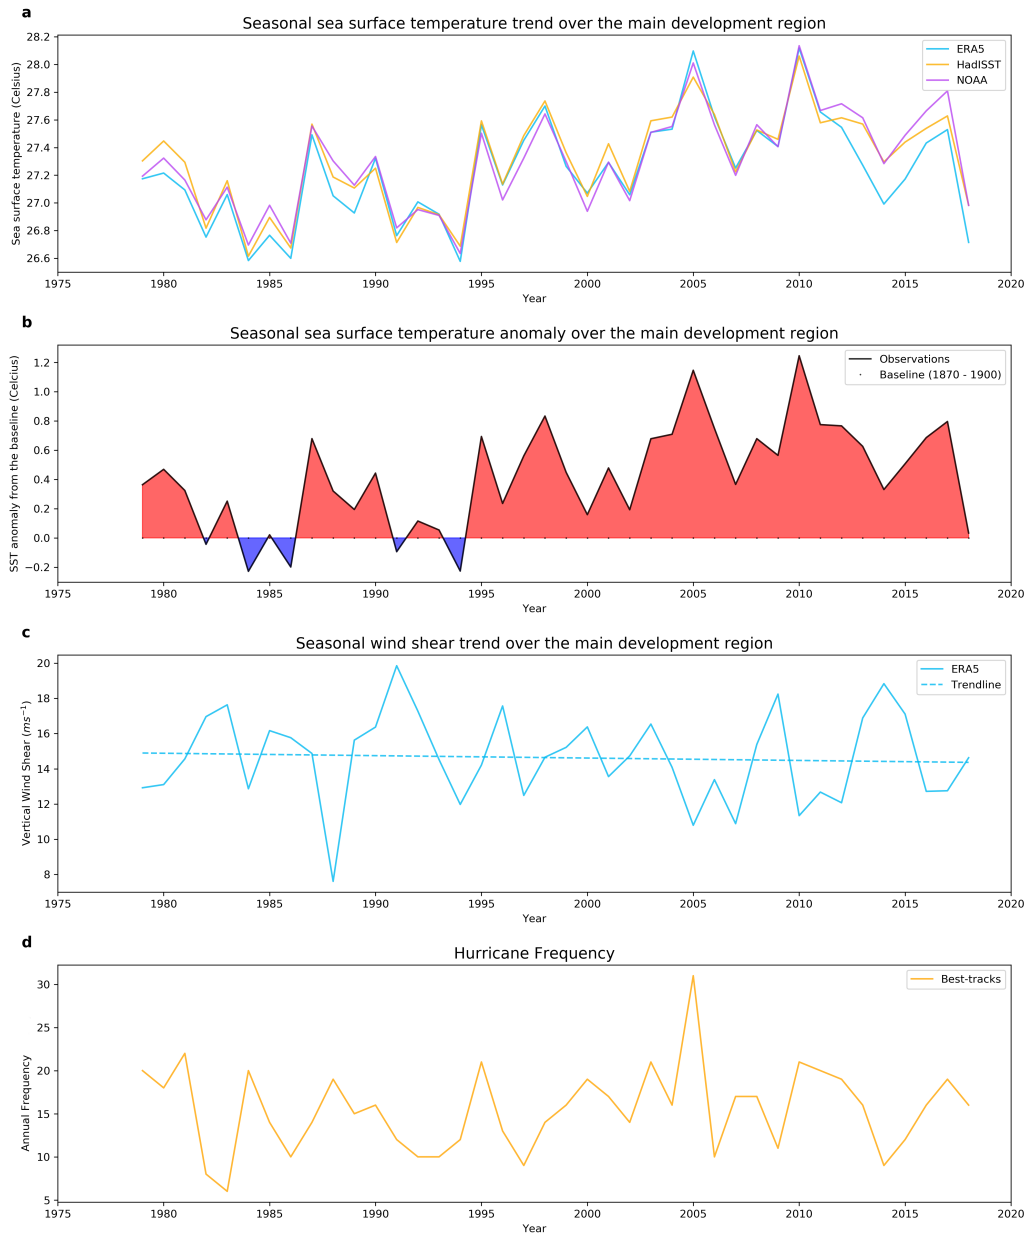 a
Seasonal sea surface temperature trend over the main development region
Sea surface temperature (Celsius)
28.2
28.0
27.8
27.6
27.4
27.2
27.0
26.8
26.6
ERA5
HadISST
NOAA
1975 1980 1985 1990 1995 2000 2005 2010 2015 2020
Year
b
Seasonal sea surface temperature anomaly over the main development region
SST anomaly from the baseline (Celcius)
1.2
1.0
0.8
0.6
0.4
0.2
0.0
−0.2
Observations
Baseline (1870 - 1900)
1975 1980 1985 1990 1995 2000 2005 2010 2015 2020
Year
c
Seasonal wind shear trend over the main development region
Vertical Wind Shear (ms⁻¹)
20
18
16
14
12
10
8
ERA5
Trendline
1975 1980 1985 1990 1995 2000 2005 2010 2015 2020
Year
d
Hurricane Frequency
Annual Frequency
30
25
20
15
10
5
Best-tracks
1975 1980 1985 1990 1995 2000 2005 2010 2015 2020
Year